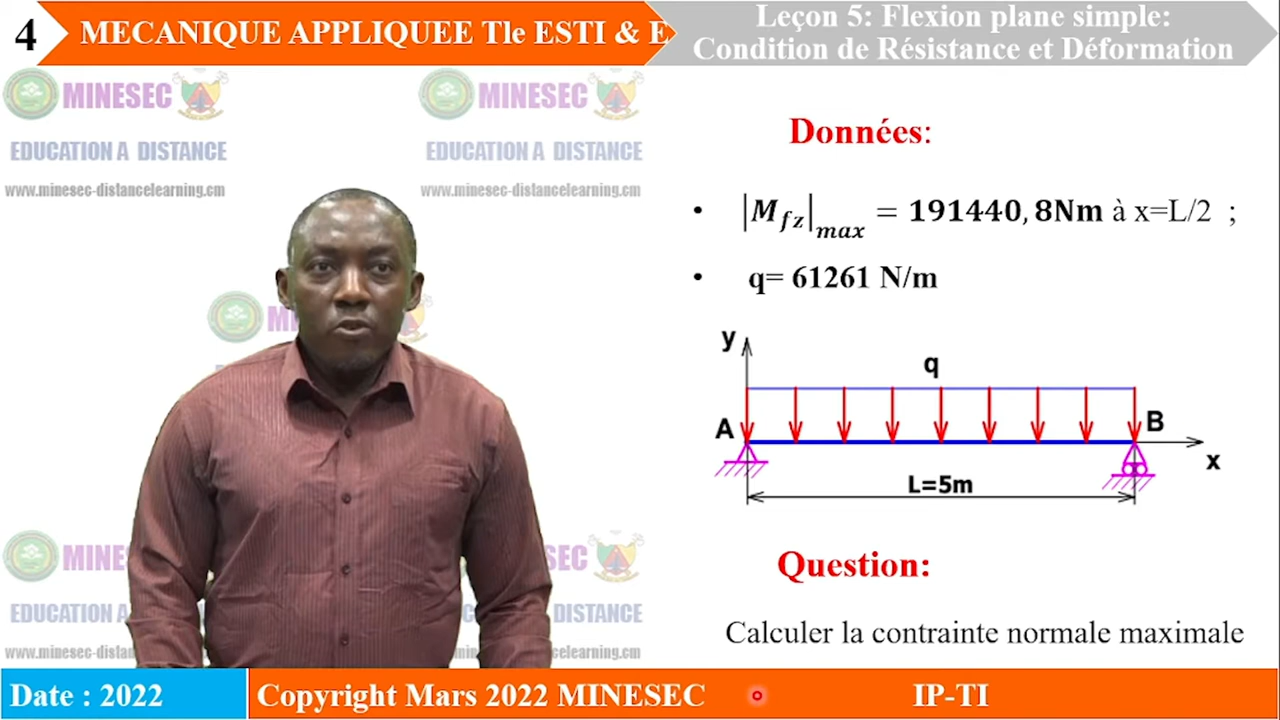 4
MECANIQUE APPLIQUEE Tle ESTI & E
Leçon 5: Flexion plane simple:
Condition de Résistance et Déformation
MINESEC
MINESEC
EDUCATION A DISTANCE
EDUCATION A DISTANCE
www.minesec-distancelearning.cm
www.minesec-distancelearning.cm
Données:
• |M_fz|_max = 191440,8Nm à x=L/2 ;
• q= 61261 N/m
y
q
A
B
x
L=5m
Question:
Calculer la contrainte normale maximale
Date : 2022
Copyright Mars 2022 MINESEC
IP-TI